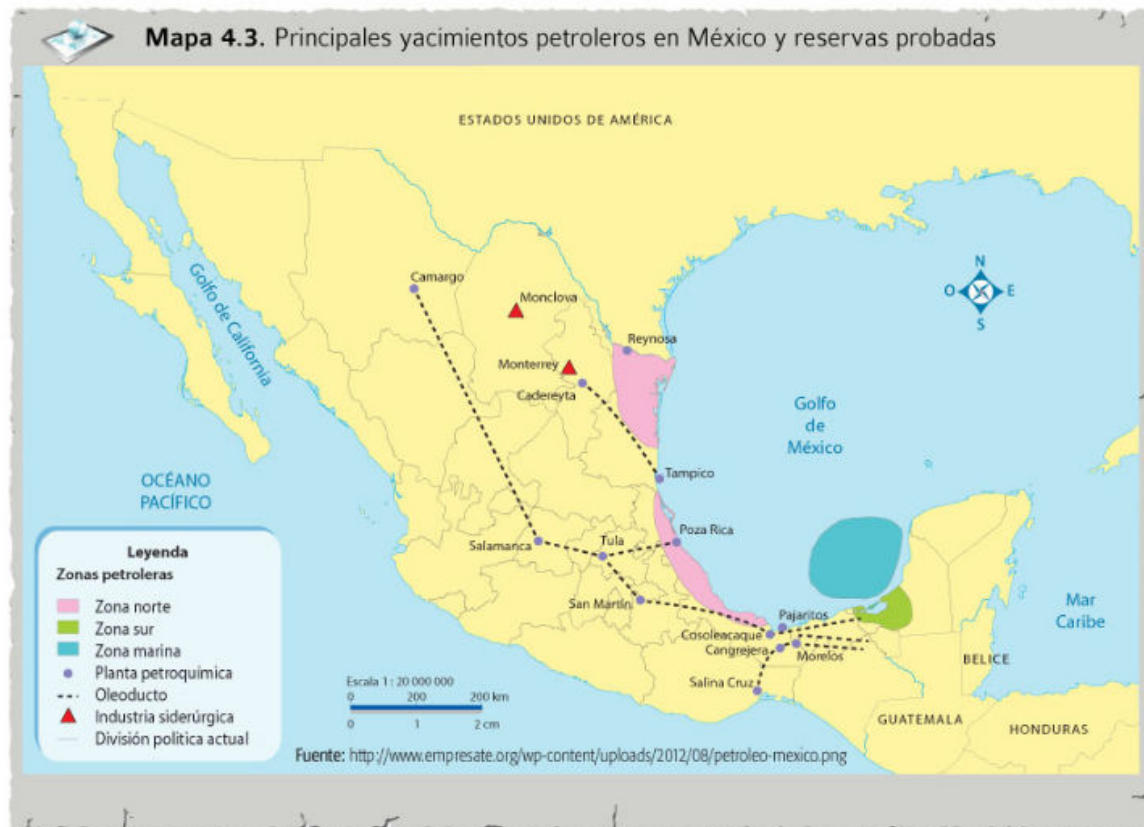 Mapa 4.3. Principales yacimientos petroleros en México y reservas probadas
ESTADOS UNIDOS DE AMÉRICA
N
O E
S
Golfo de California
Camargo
Monclova
Reynosa
Monterrey
Cadereyta
Golfo
de
México
OCÉANO
PACÍFICO
Tampico
Poza Rica
Salamanca
Tula
San Martín
Pajaritos
Cosoleacaque
Cangrejera
Morelos
Salina Cruz
Mar
Caribe
BELICE
GUATEMALA
HONDURAS
Leyenda
Zonas petroleras
Zona norte
Zona sur
Zona marina
Planta petroquímica
Oleoducto
Industria siderúrgica
División política actual
Escala 1: 20 000 000
0 200 200 km
0 1 2 cm
Fuente: http://www.empresate.org/wp-content/uploads/2012/08/petroleo-mexico.png